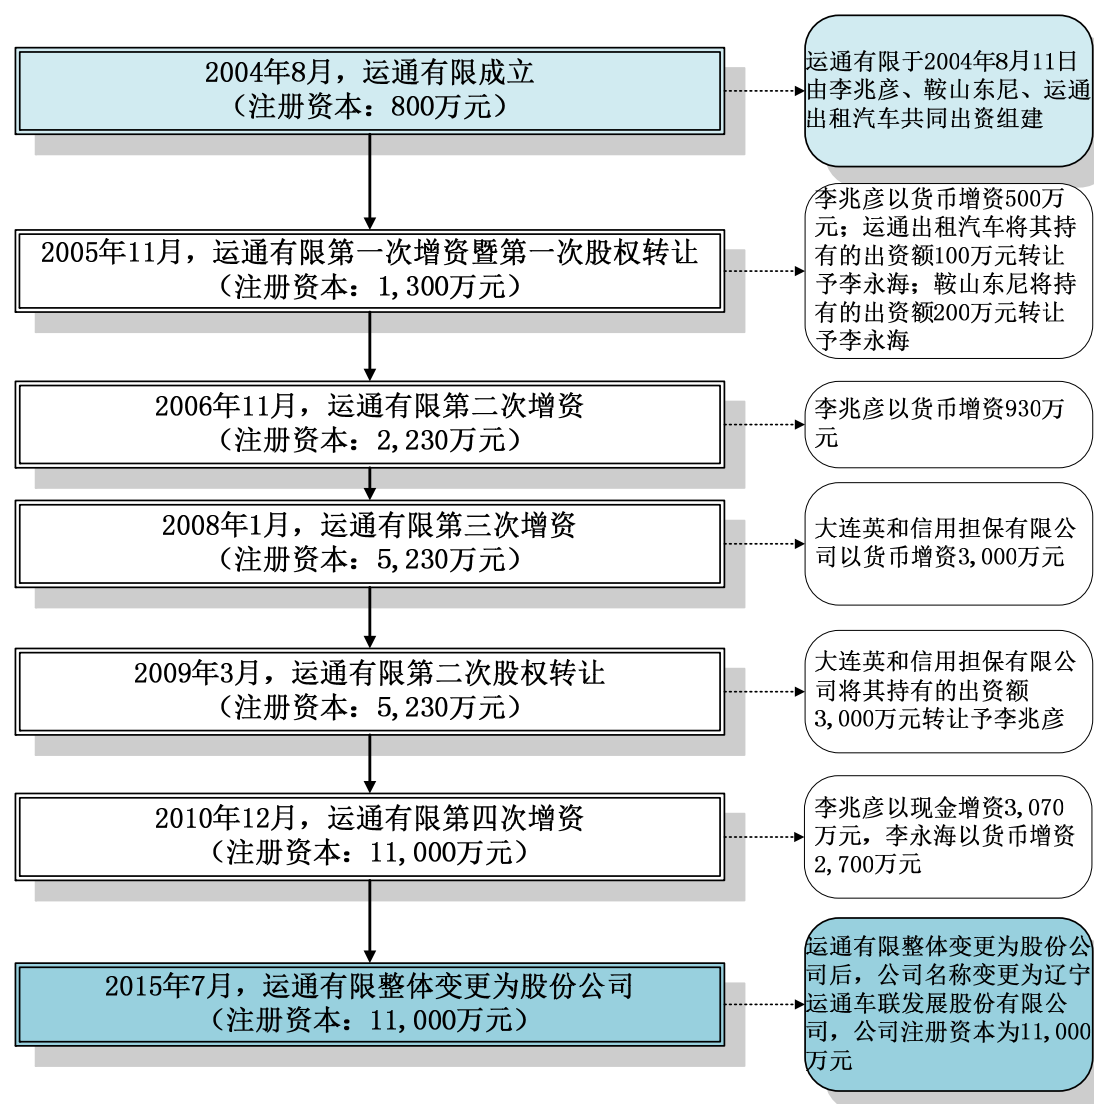 2004年8月，运通有限成立
（注册资本：800万元）
运通有限于2004年8月11日
由李兆彦、鞍山东尼、运通
出租汽车共同出资组建
2005年11月，运通有限第一次增资暨第一次股权转让
（注册资本：1,300万元）
李兆彦以货币增资500万
元；运通出租汽车将其持
有的出资额100万元转让
予李永海；鞍山东尼将持
有的出资额200万元转让
予李永海
2006年11月，运通有限第二次增资
（注册资本：2,230万元）
李兆彦以货币增资930万
元
2008年1月，运通有限第三次增资
（注册资本：5,230万元）
大连英和信用担保有限公
司以货币增资3,000万元
2009年3月，运通有限第二次股权转让
（注册资本：5,230万元）
大连英和信用担保有限公
司将其持有的出资额
3,000万元转让予李兆彦
2010年12月，运通有限第四次增资
（注册资本：11,000万元）
李兆彦以现金增资3,070
万元，李永海以货币增资
2,700万元
2015年7月，运通有限整体变更为股份公司
（注册资本：11,000万元）
运通有限整体变更为股份公
司后，公司名称变更为辽宁
运通车联发展股份有限公
司，公司注册资本为11,000
万元